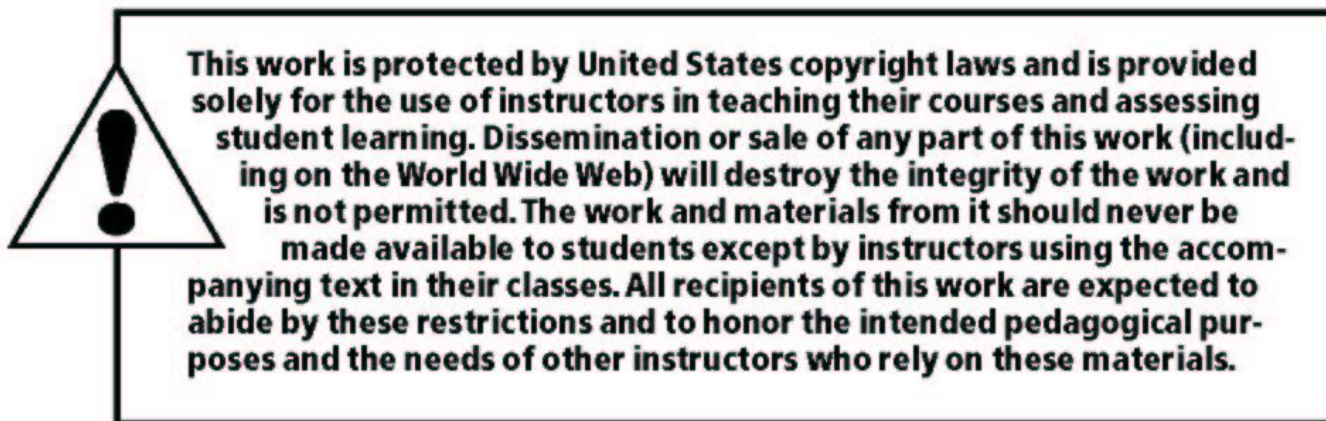 This work is protected by United States copyright laws and is provided
solely for the use of instructors in teaching their courses and assessing
student learning. Dissemination or sale of any part of this work (includ-
ing on the World Wide Web) will destroy the integrity of the work and
is not permitted. The work and materials from it should never be
made available to students except by instructors using the accom-
panying text in their classes. All recipients of this work are expected to
abide by these restrictions and to honor the intended pedagogical pur-
poses and the needs of other instructors who rely on these materials.